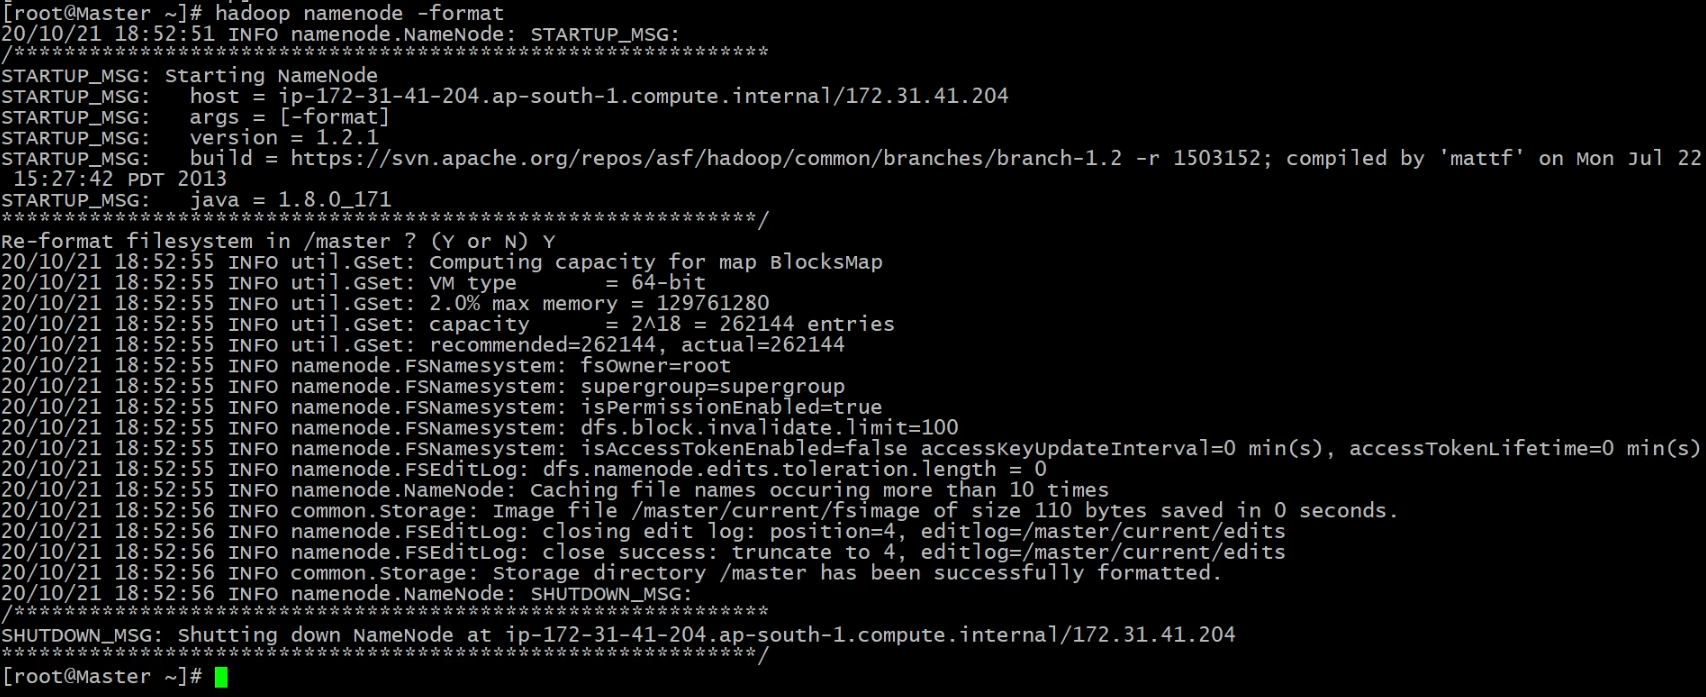 [root@Master ~]# hadoop namenode -format
20/10/21 18:52:51 INFO namenode.NameNode: STARTUP_MSG:
/************************************************************
STARTUP_MSG: Starting NameNode
STARTUP_MSG:   host = ip-172-31-41-204.ap-south-1.compute.internal/172.31.41.204
STARTUP_MSG:   args = [-format]
STARTUP_MSG:   version = 1.2.1
STARTUP_MSG:   build = https://svn.apache.org/repos/asf/hadoop/common/branches/branch-1.2 -r 1503152; compiled by 'mattf' on Mon Jul 22
 15:27:42 PDT 2013
STARTUP_MSG:   java = 1.8.0_171
************************************************************/
Re-format filesystem in /master ? (Y or N) Y
20/10/21 18:52:55 INFO util.GSet: Computing capacity for map BlocksMap
20/10/21 18:52:55 INFO util.GSet: VM type       = 64-bit
20/10/21 18:52:55 INFO util.GSet: 2.0% max memory = 129761280
20/10/21 18:52:55 INFO util.GSet: capacity      = 2^18 = 262144 entries
20/10/21 18:52:55 INFO util.GSet: recommended=262144, actual=262144
20/10/21 18:52:55 INFO namenode.FSNamesystem: fsOwner=root
20/10/21 18:52:55 INFO namenode.FSNamesystem: supergroup=supergroup
20/10/21 18:52:55 INFO namenode.FSNamesystem: isPermissionEnabled=true
20/10/21 18:52:55 INFO namenode.FSNamesystem: dfs.block.invalidate.limit=100
20/10/21 18:52:55 INFO namenode.FSNamesystem: isAccessTokenEnabled=false accessKeyUpdateInterval=0 min(s), accessTokenLifetime=0 min(s)
20/10/21 18:52:55 INFO namenode.FSEditLog: dfs.namenode.edits.toleration.length = 0
20/10/21 18:52:55 INFO namenode.NameNode: Caching file names occuring more than 10 times
20/10/21 18:52:56 INFO common.Storage: Image file /master/current/fsimage of size 110 bytes saved in 0 seconds.
20/10/21 18:52:56 INFO namenode.FSEditLog: closing edit log: position=4, editlog=/master/current/edits
20/10/21 18:52:56 INFO namenode.FSEditLog: close success: truncate to 4, editlog=/master/current/edits
20/10/21 18:52:56 INFO common.Storage: Storage directory /master has been successfully formatted.
20/10/21 18:52:56 INFO namenode.NameNode: SHUTDOWN_MSG:
/************************************************************
SHUTDOWN_MSG: Shutting down NameNode at ip-172-31-41-204.ap-south-1.compute.internal/172.31.41.204
************************************************************/
[root@Master ~]#